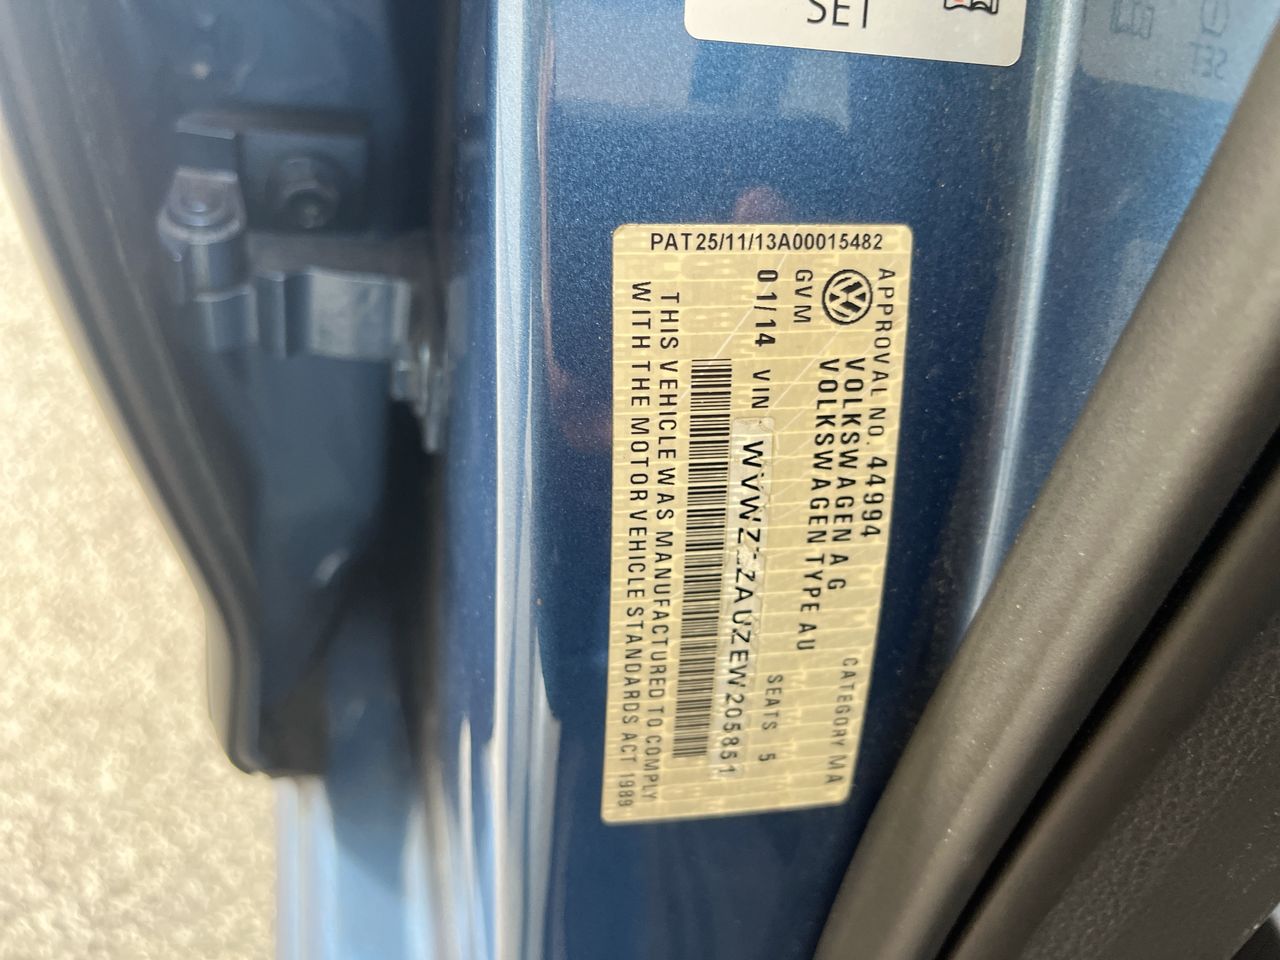 SET
PAT25/11/13A00015482
APPROVAL NO. 44994
VOLKSWAGEN A G
VOLKSWAGEN TYPE AU
CATEGORY MA
GVM
01/14 VIN
SEATS 5
THIS VEHICLE WAS MANUFACTURED TO COMPLY
WITH THE MOTOR VEHICLE STANDARDS ACT 1989